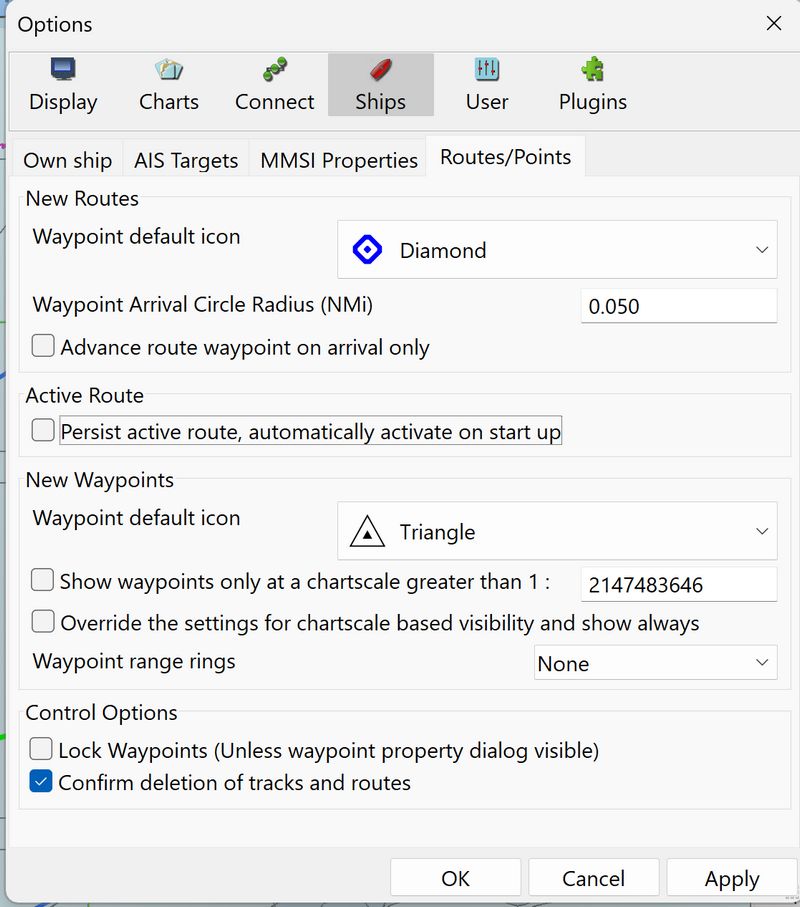 Options
Display Charts Connect Ships User Plugins
Own ship AIS Targets MMSI Properties Routes/Points
New Routes
Waypoint default icon Diamond
Waypoint Arrival Circle Radius (NMi) 0.050
Advance route waypoint on arrival only
Active Route
Persist active route, automatically activate on start up
New Waypoints
Waypoint default icon Triangle
Show waypoints only at a chartscale greater than 1 : 2147483646
Override the settings for chartscale based visibility and show always
Waypoint range rings None
Control Options
Lock Waypoints (Unless waypoint property dialog visible)
Confirm deletion of tracks and routes
OK Cancel Apply